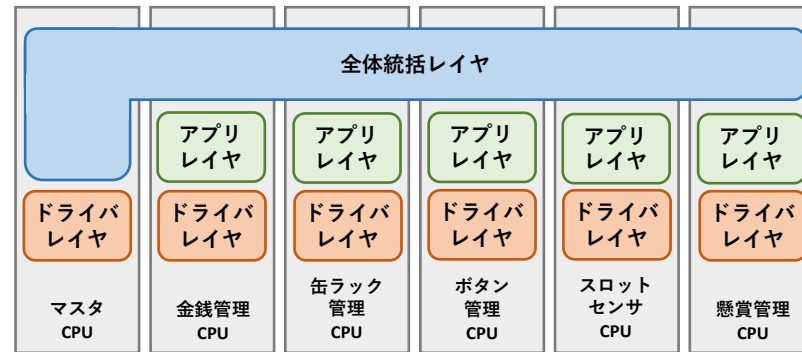 全体統括レイヤ
アプリ
レイヤ
アプリ
レイヤ
アプリ
レイヤ
アプリ
レイヤ
アプリ
レイヤ
ドライバ
レイヤ
ドライバ
レイヤ
ドライバ
レイヤ
ドライバ
レイヤ
ドライバ
レイヤ
ドライバ
レイヤ
マスタ
CPU
金銭管理
CPU
缶ラック
管理
CPU
ボタン
管理
CPU
スロット
センサ
CPU
懸賞管理
CPU